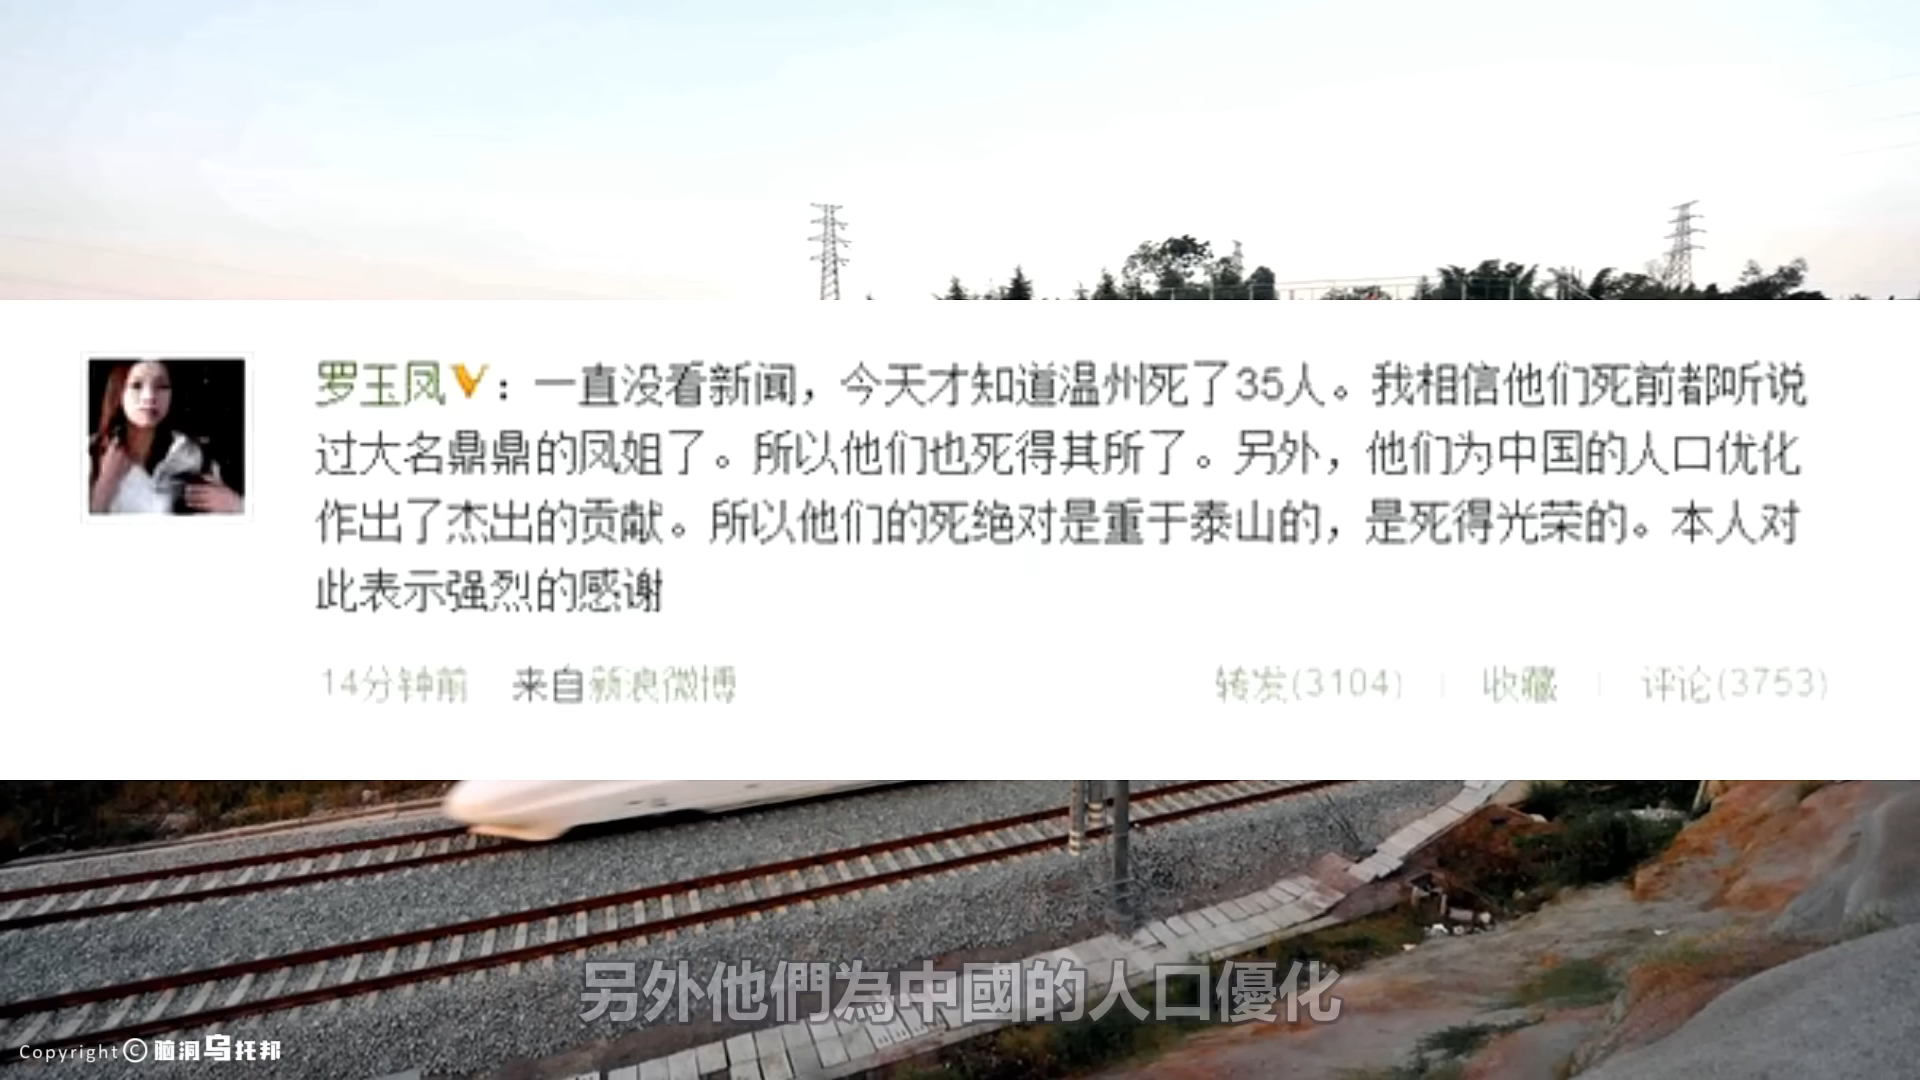 罗玉凤V：一直没看新闻，今天才知道温州死了35人。我相信他们死前都听说
过大名鼎鼎的凤姐了。所以他们也死得其所了。另外，他们为中国的人口优化
作出了杰出的贡献。所以他们的死绝对是重于泰山的，是死得光荣的。本人对
此表示强烈的感谢
14分钟前 来自新浪微博 转发(3104) | 收藏 | 评论(3753)
另外他們為中國的人口優化
Copyright © 脑洞乌托邦